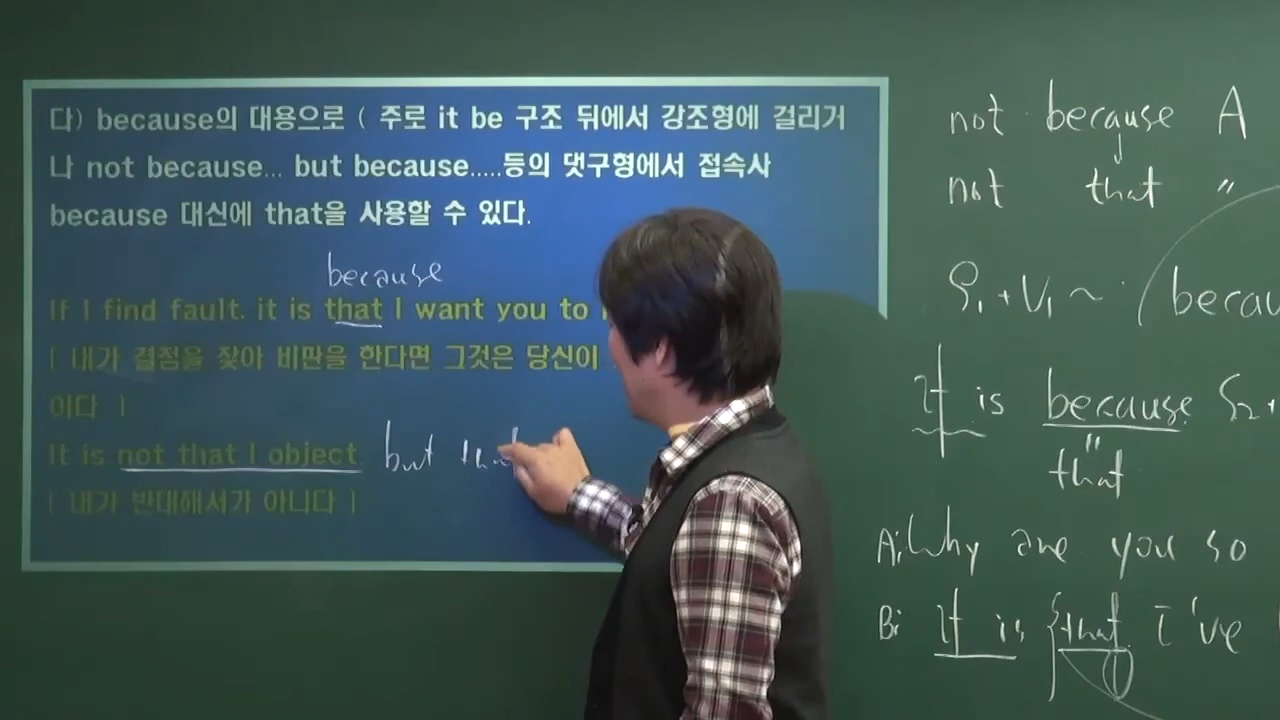 다) because의 대용으로 ( 주로 it be 구조 뒤에서 강조형에 걸리거
나 not because... but because.....등의 댓구형에서 접속사
because 대신에 that을 사용할 수 있다.
because
If I find fault. it is that I want you to
[ 내가 결점을 찾아 비판을 한다면 그것은 당신이
이다 ]
It is not that I object but that
[ 내가 반대해서가 아니다 ]
not because A
not that "
S₁ + V₁ ~ ( becau
It is because S₂ +
"
that
A: Why are you so
B: It is { that I've